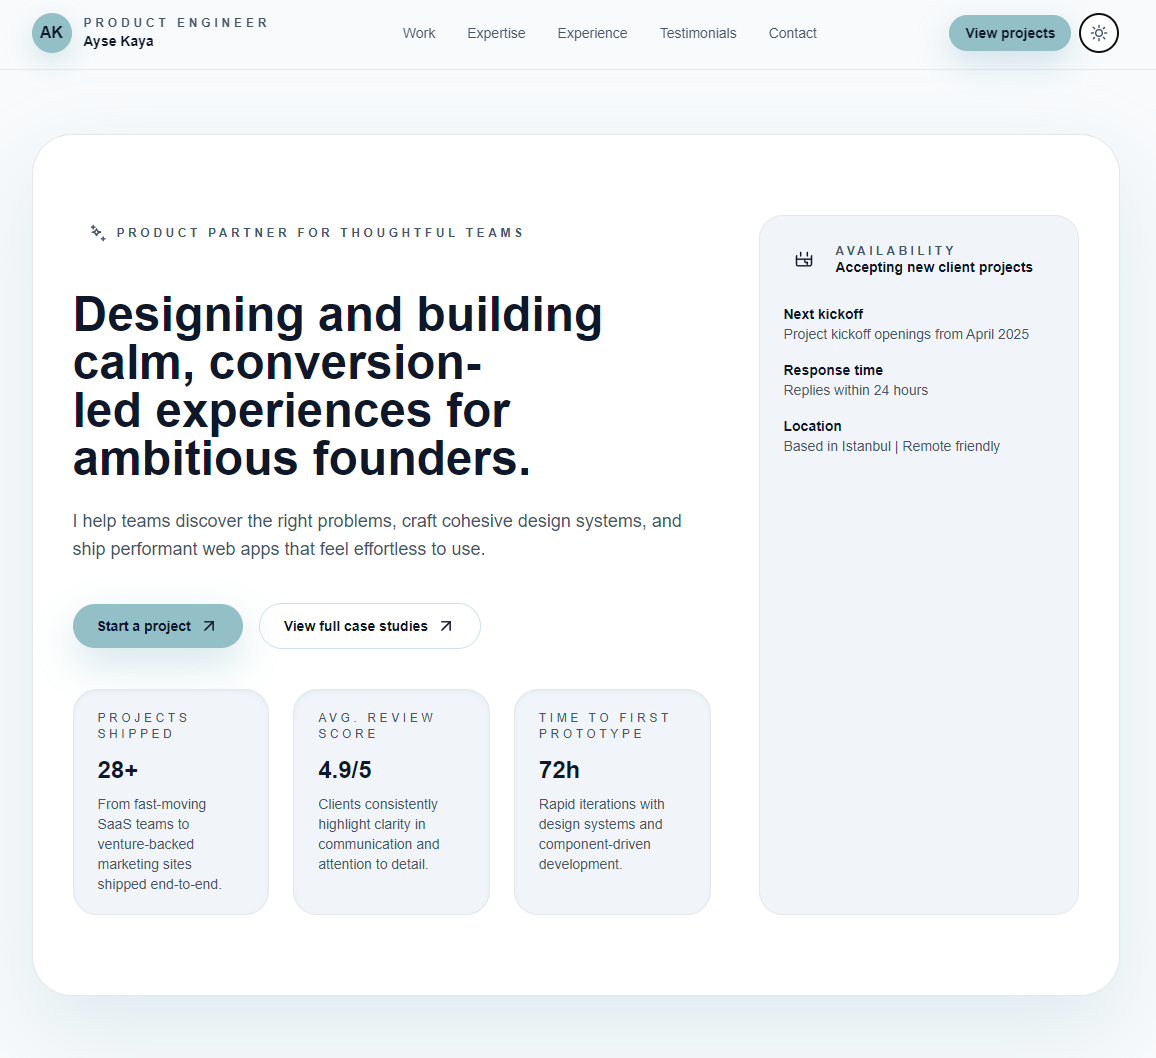 AK
PRODUCT ENGINEER
Ayse Kaya
Work
Expertise
Experience
Testimonials
Contact
View projects
PRODUCT PARTNER FOR THOUGHTFUL TEAMS
Designing and building
calm, conversion-
led experiences for
ambitious founders.
I help teams discover the right problems, craft cohesive design systems, and
ship performant web apps that feel effortless to use.
Start a project
View full case studies
PROJECTS
SHIPPED
28+
From fast-moving
SaaS teams to
venture-backed
marketing sites
shipped end-to-end.
AVG. REVIEW
SCORE
4.9/5
Clients consistently
highlight clarity in
communication and
attention to detail.
TIME TO FIRST
PROTOTYPE
72h
Rapid iterations with
design systems and
component-driven
development.
AVAILABILITY
Accepting new client projects
Next kickoff
Project kickoff openings from April 2025
Response time
Replies within 24 hours
Location
Based in Istanbul | Remote friendly